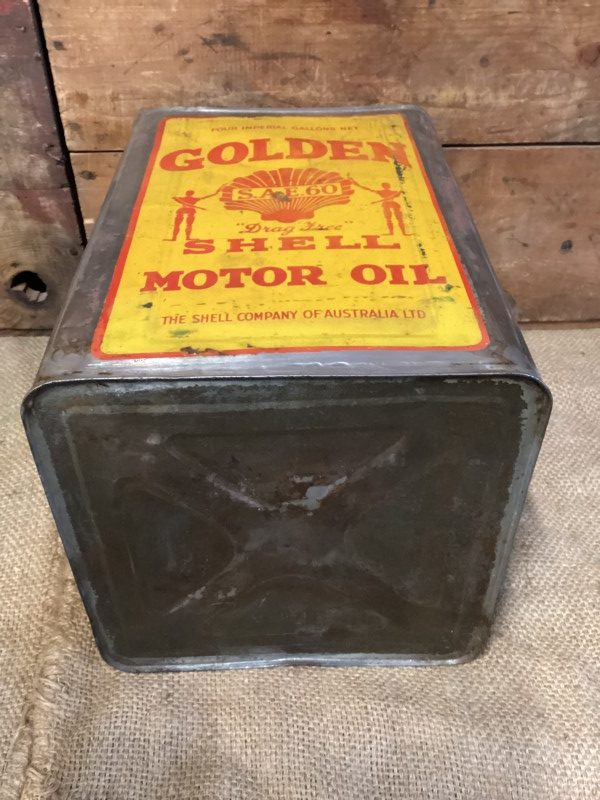 FOUR IMPERIAL GALLONS NET
GOLDEN
S.A.E. 60
"Drag Free"
SHELL
MOTOR OIL
THE SHELL COMPANY OF AUSTRALIA LTD